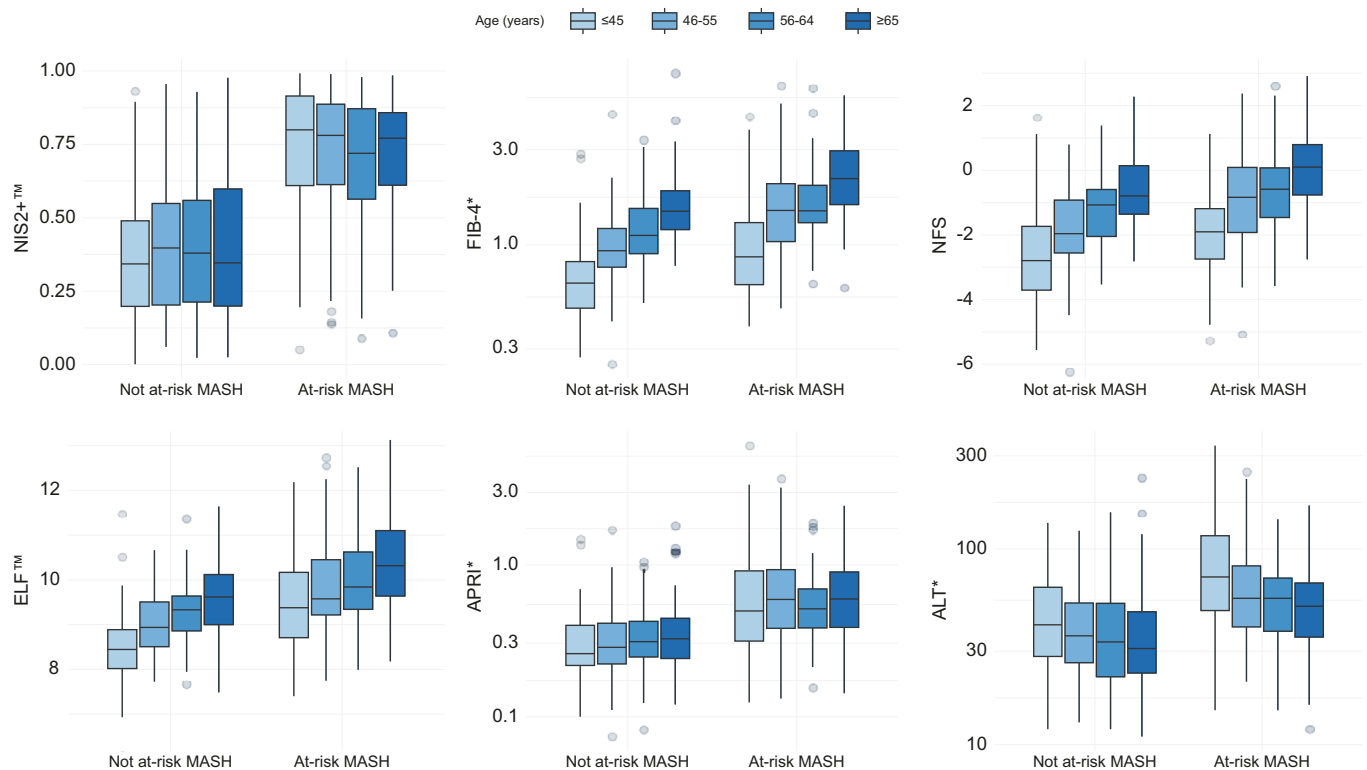 Age (years) ≤45 46-55 56-64 ≥65
NIS2+™
1.00
0.75
0.50
0.25
0.00
Not at-risk MASH At-risk MASH
FIB-4*
3.0
1.0
0.3
Not at-risk MASH At-risk MASH
NFS
2
0
-2
-4
-6
Not at-risk MASH At-risk MASH
ELF™
12
10
8
Not at-risk MASH At-risk MASH
APRI*
3.0
1.0
0.3
0.1
Not at-risk MASH At-risk MASH
ALT*
300
100
30
10
Not at-risk MASH At-risk MASH